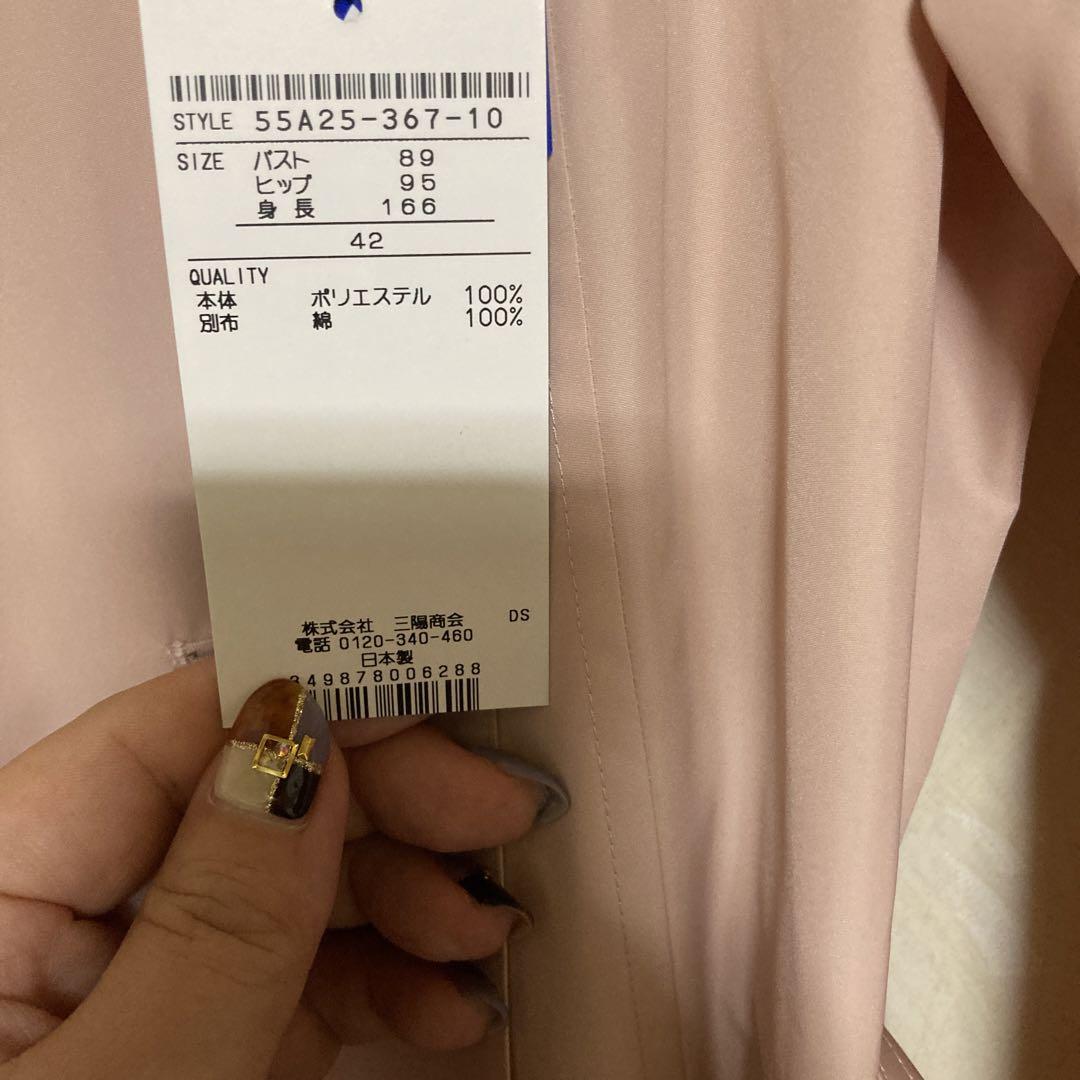 STYLE 55A25-367-10
SIZE バスト 89
ヒップ 95
身長 166
42
QUALITY
本体 ポリエステル 100%
別布 綿 100%
株式会社 三陽商会 DS
電話 0120-340-460
日本製
349878006288